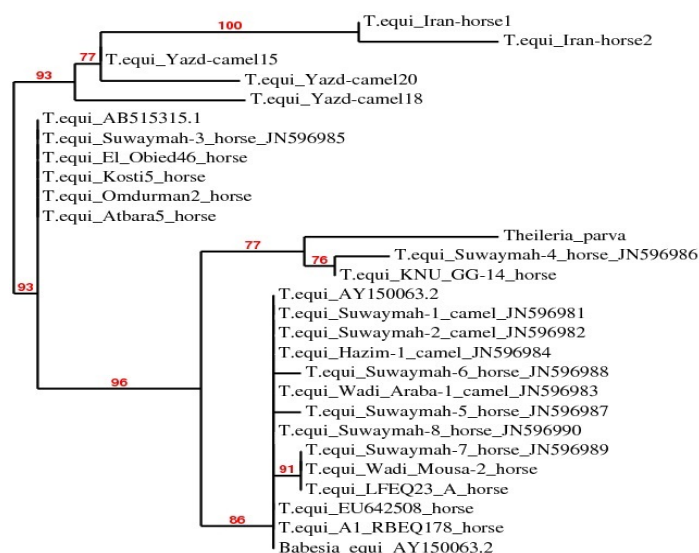 100
T.equi_Iran-horse1
T.equi_Iran-horse2
77
T.equi_Yazd-camel15
93
T.equi_Yazd-camel20
T.equi_Yazd-camel18
T.equi_AB515315.1
T.equi_Suwaymah-3_horse_JN596985
T.equi_El_Obied46_horse
T.equi_Kosti5_horse
T.equi_Omdurman2_horse
T.equi_Atbara5_horse
Theileria_parva
77
T.equi_Suwaymah-4_horse_JN596986
76
T.equi_KNU_GG-14_horse
93
T.equi_AY150063.2
T.equi_Suwaymah-1_camel_JN596981
T.equi_Suwaymah-2_camel_JN596982
T.equi_Hazim-1_camel_JN596984
T.equi_Suwaymah-6_horse_JN596988
96
T.equi_Wadi_Araba-1_camel_JN596983
T.equi_Suwaymah-5_horse_JN596987
T.equi_Suwaymah-8_horse_JN596990
T.equi_Suwaymah-7_horse_JN596989
91
T.equi_Wadi_Mousa-2_horse
T.equi_LFEQ23_A_horse
T.equi_EU642508_horse
86
T.equi_A1_RBEQ178_horse
Babesia_equi_AY150063.2